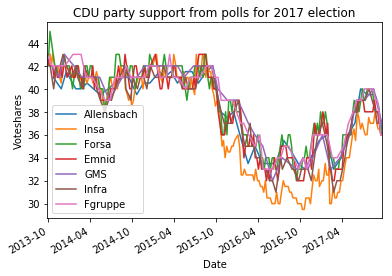 CDU party support from polls for 2017 election
Voteshares
44
42
40
38
36
34
32
30
Allensbach
Insa
Forsa
Emnid
GMS
Infra
Fgruppe
2013-10
2014-04
2014-10
2015-04
2015-10
2016-04
2016-10
2017-04
Date